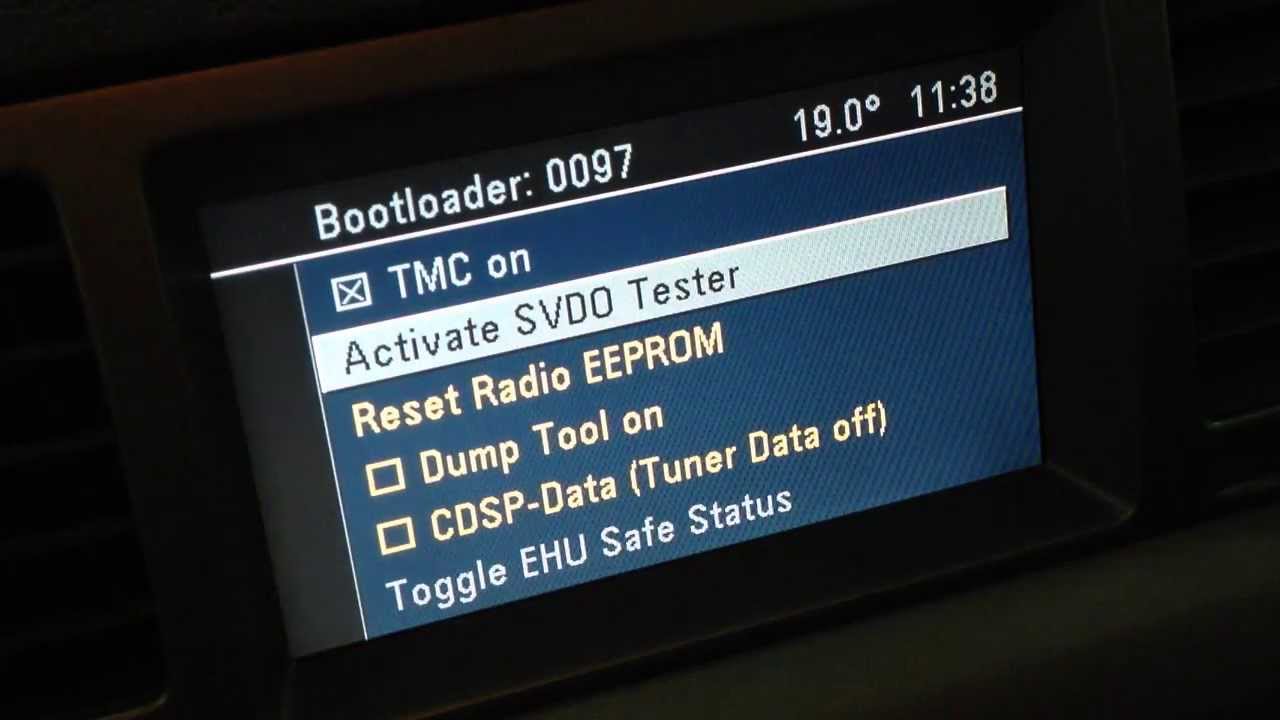 19.0° 11:38
Bootloader: 0097
TMC on
Activate SVDO Tester
Reset Radio EEPROM
Dump Tool on
CDSP-Data (Tuner Data off)
Toggle EHU Safe Status